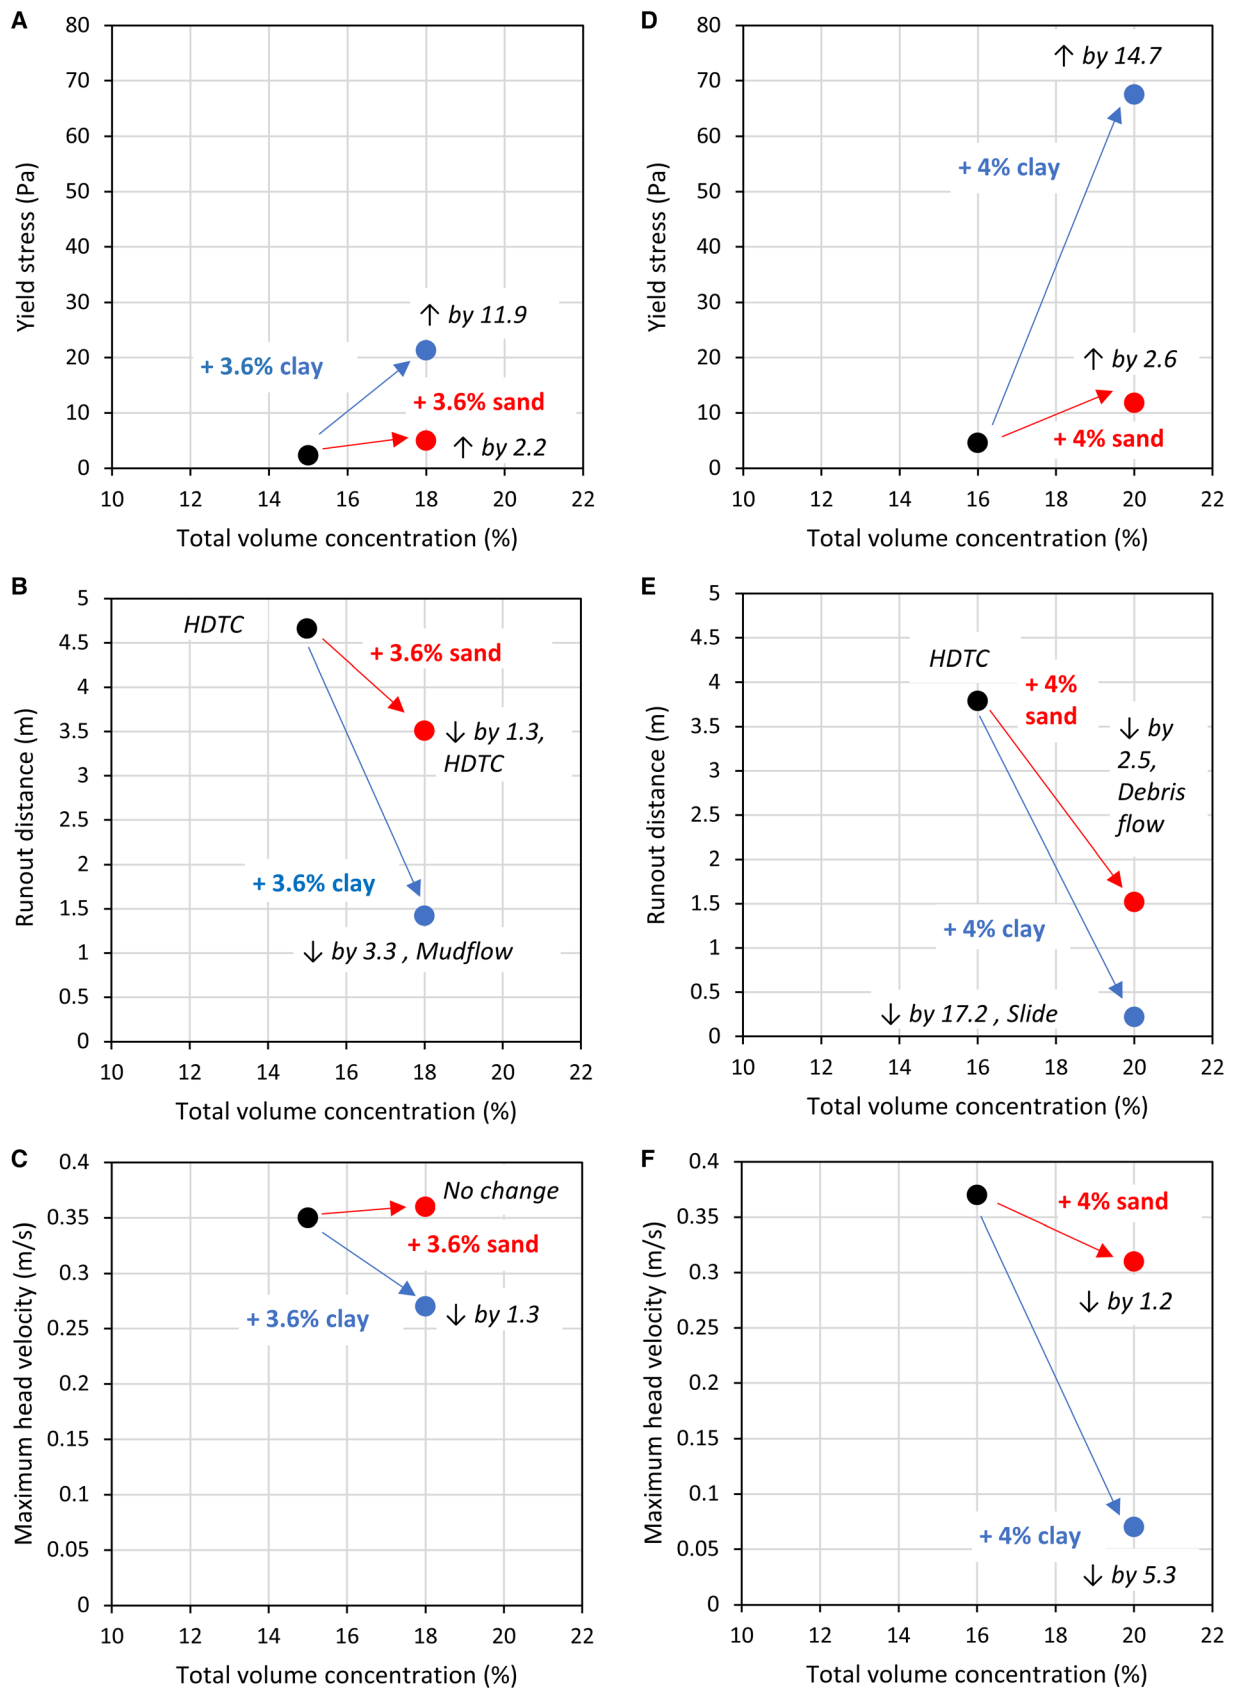 A
80
70
60
50
40
30
20
10
0
Yield stress (Pa)
↑ by 11.9
+ 3.6% clay
+ 3.6% sand
↑ by 2.2
10 12 14 16 18 20 22
Total volume concentration (%)
D
80
70
60
50
40
30
20
10
0
Yield stress (Pa)
↑ by 14.7
+ 4% clay
↑ by 2.6
+ 4% sand
10 12 14 16 18 20 22
Total volume concentration (%)
B
5
4.5
4
3.5
3
2.5
2
1.5
1
0.5
0
Runout distance (m)
HDTC
+ 3.6% sand
↓ by 1.3,
HDTC
+ 3.6% clay
↓ by 3.3 , Mudflow
10 12 14 16 18 20 22
Total volume concentration (%)
E
5
4.5
4
3.5
3
2.5
2
1.5
1
0.5
0
Runout distance (m)
HDTC
+ 4%
sand
↓ by
2.5,
Debris
flow
+ 4% clay
↓ by 17.2 , Slide
10 12 14 16 18 20 22
Total volume concentration (%)
C
0.4
0.35
0.3
0.25
0.2
0.15
0.1
0.05
0
Maximum head velocity (m/s)
No change
+ 3.6% sand
+ 3.6% clay
↓ by 1.3
10 12 14 16 18 20 22
Total volume concentration (%)
F
0.4
0.35
0.3
0.25
0.2
0.15
0.1
0.05
0
Maximum head velocity (m/s)
+ 4% sand
↓ by 1.2
+ 4% clay
↓ by 5.3
10 12 14 16 18 20 22
Total volume concentration (%)